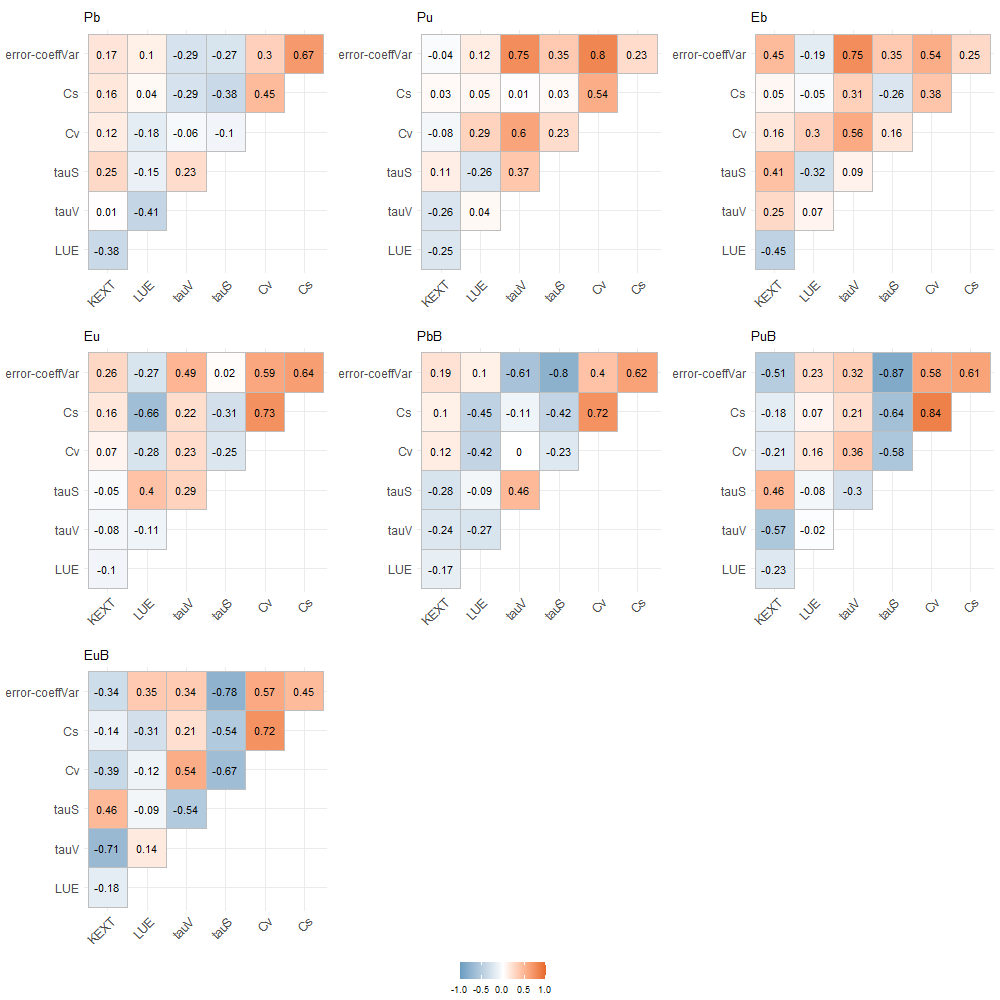 Pb
error-coeffVar 0.17 0.1 -0.29 -0.27 0.3 0.67
Cs 0.16 0.04 -0.29 -0.38 0.45
Cv 0.12 -0.18 -0.06 -0.1
tauS 0.25 -0.15 0.23
tauV 0.01 -0.41
LUE -0.38
KEXT LUE tauV tauS Cv Cs
Pu
error-coeffVar -0.04 0.12 0.75 0.35 0.8 0.23
Cs 0.03 0.05 0.01 0.03 0.54
Cv -0.08 0.29 0.6 0.23
tauS 0.11 -0.26 0.37
tauV -0.26 0.04
LUE -0.25
KEXT LUE tauV tauS Cv Cs
Eb
error-coeffVar 0.45 -0.19 0.75 0.35 0.54 0.25
Cs 0.05 -0.05 0.31 -0.26 0.38
Cv 0.16 0.3 0.56 0.16
tauS 0.41 -0.32 0.09
tauV 0.25 0.07
LUE -0.45
KEXT LUE tauV tauS Cv Cs
Eu
error-coeffVar 0.26 -0.27 0.49 0.02 0.59 0.64
Cs 0.16 -0.66 0.22 -0.31 0.73
Cv 0.07 -0.28 0.23 -0.25
tauS -0.05 0.4 0.29
tauV -0.08 -0.11
LUE -0.1
KEXT LUE tauV tauS Cv Cs
PbB
error-coeffVar 0.19 0.1 -0.61 -0.8 0.4 0.62
Cs 0.1 -0.45 -0.11 -0.42 0.72
Cv 0.12 -0.42 0 -0.23
tauS -0.28 -0.09 0.46
tauV -0.24 -0.27
LUE -0.17
KEXT LUE tauV tauS Cv Cs
PuB
error-coeffVar -0.51 0.23 0.32 -0.87 0.58 0.61
Cs -0.18 0.07 0.21 -0.64 0.84
Cv -0.21 0.16 0.36 -0.58
tauS 0.46 -0.08 -0.3
tauV -0.57 -0.02
LUE -0.23
KEXT LUE tauV tauS Cv Cs
EuB
error-coeffVar -0.34 0.35 0.34 -0.78 0.57 0.45
Cs -0.14 -0.31 0.21 -0.54 0.72
Cv -0.39 -0.12 0.54 -0.67
tauS 0.46 -0.09 -0.54
tauV -0.71 0.14
LUE -0.18
KEXT LUE tauV tauS Cv Cs
-1.0 -0.5 0.0 0.5 1.0